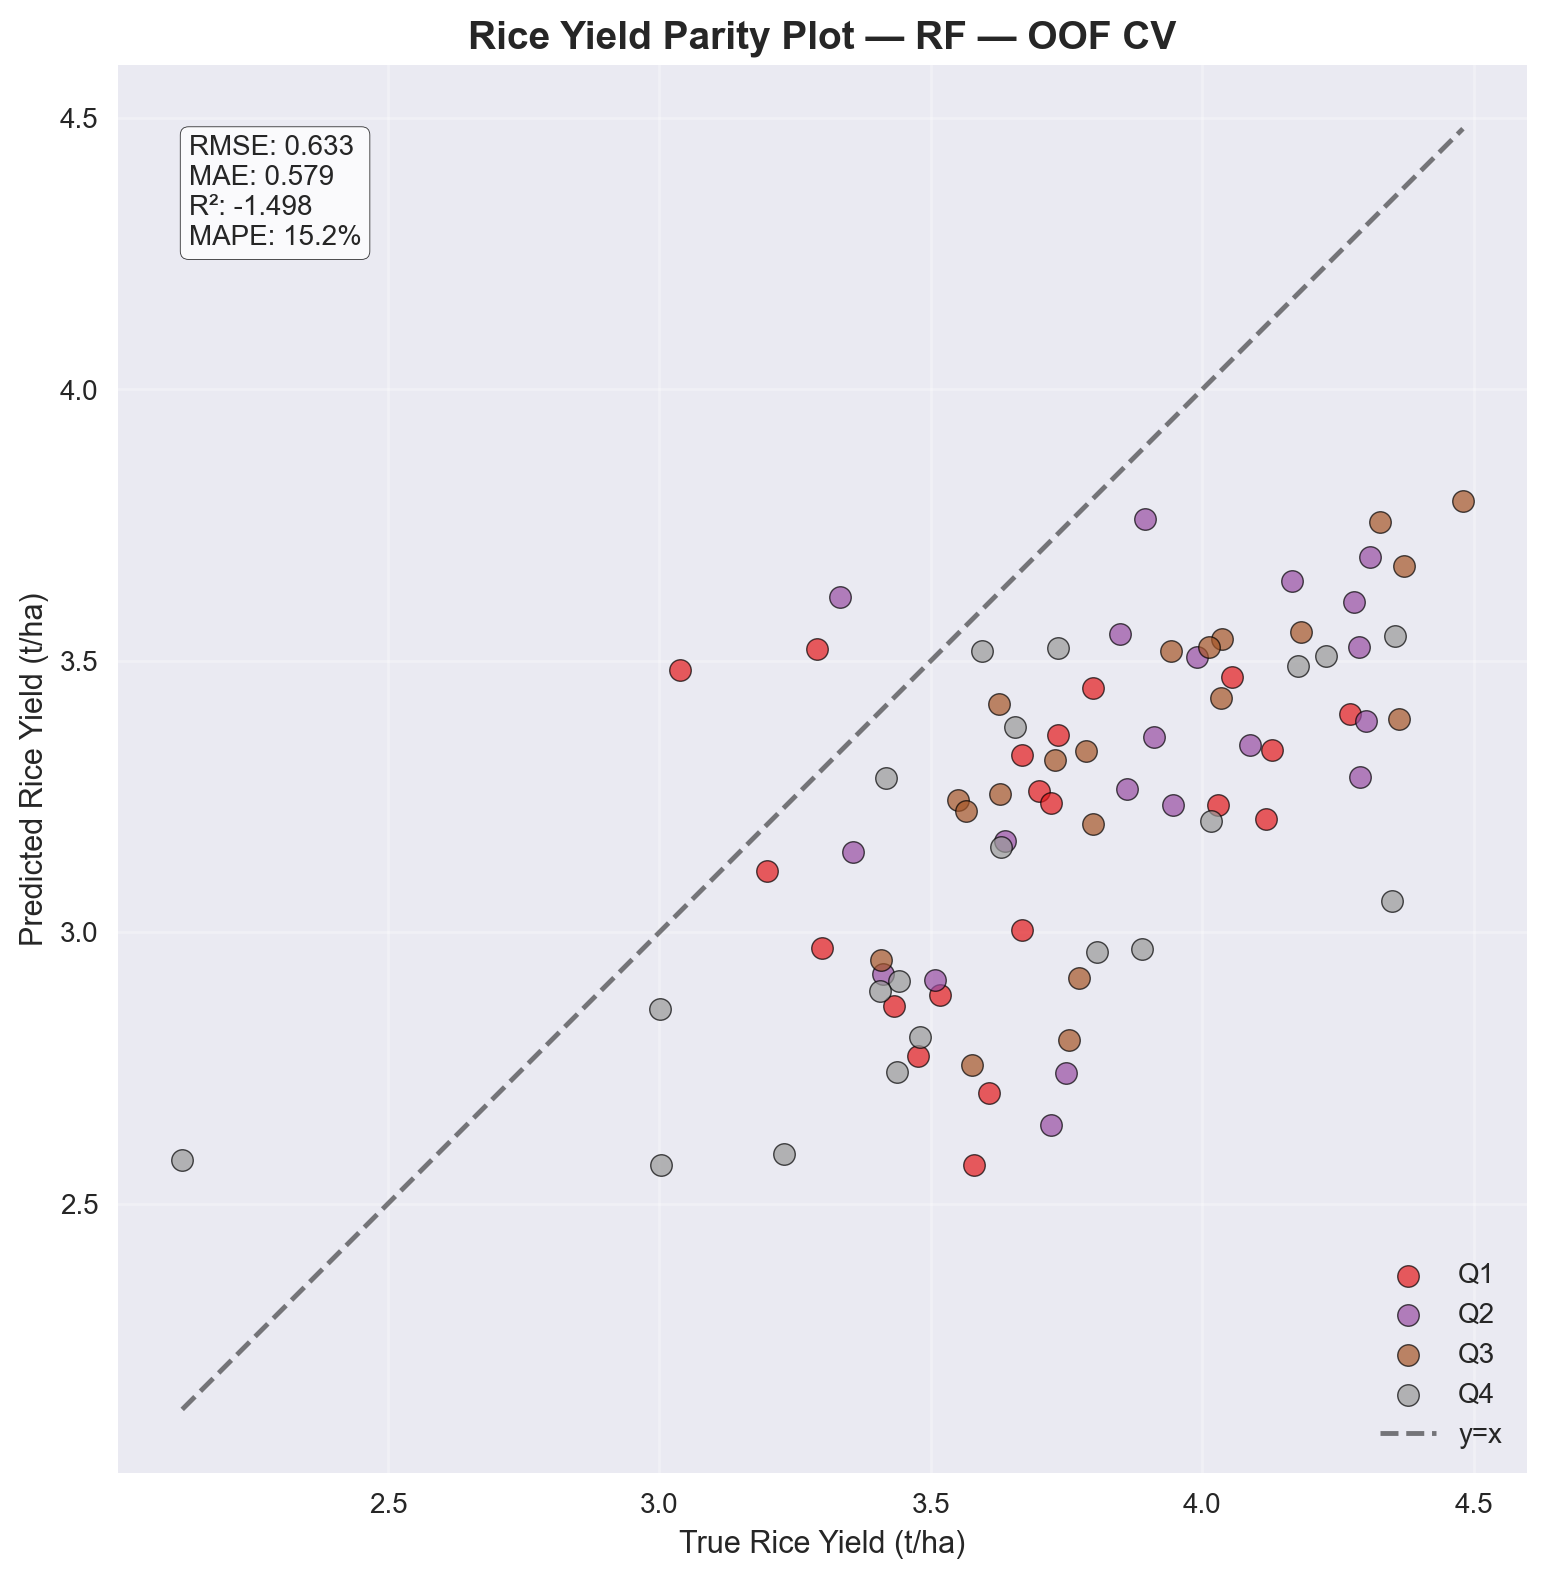 Rice Yield Parity Plot — RF — OOF CV
RMSE: 0.633
MAE: 0.579
R²: -1.498
MAPE: 15.2%
Predicted Rice Yield (t/ha)
4.5
4.0
3.5
3.0
2.5
Q1
Q2
Q3
Q4
y=x
2.5 3.0 3.5 4.0 4.5
True Rice Yield (t/ha)